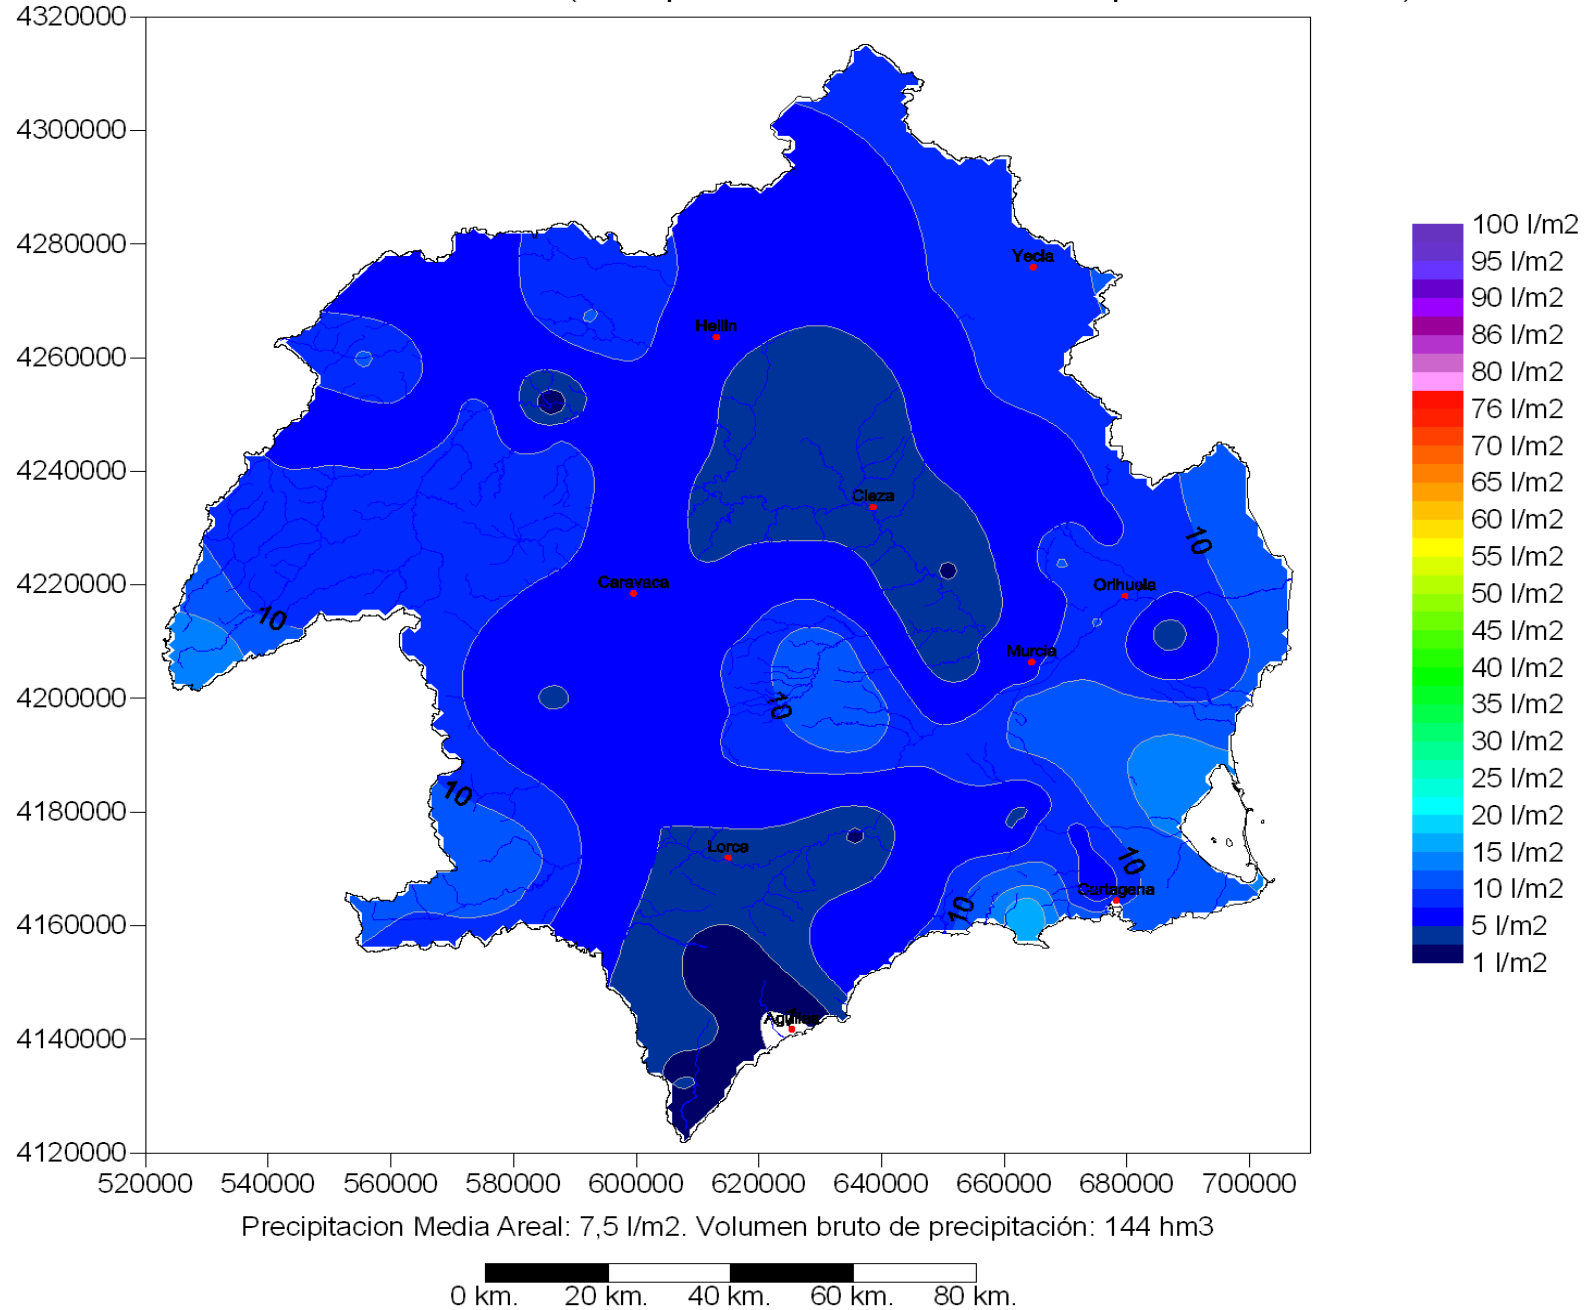 4320000
4300000
4280000
4260000
4240000
4220000
4200000
4180000
4160000
4140000
4120000
520000 540000 560000 580000 600000 620000 640000 660000 680000 700000
Yecla
Hellin
Cieza
Caravaca
Orihuela
Murcia
Lorca
Cartagena
10
10
10
10
10
10
100 l/m2
95 l/m2
90 l/m2
86 l/m2
80 l/m2
76 l/m2
70 l/m2
65 l/m2
60 l/m2
55 l/m2
50 l/m2
45 l/m2
40 l/m2
35 l/m2
30 l/m2
25 l/m2
20 l/m2
15 l/m2
10 l/m2
5 l/m2
1 l/m2
Precipitacion Media Areal: 7,5 l/m2. Volumen bruto de precipitación: 144 hm3
0 km. 20 km. 40 km. 60 km. 80 km.